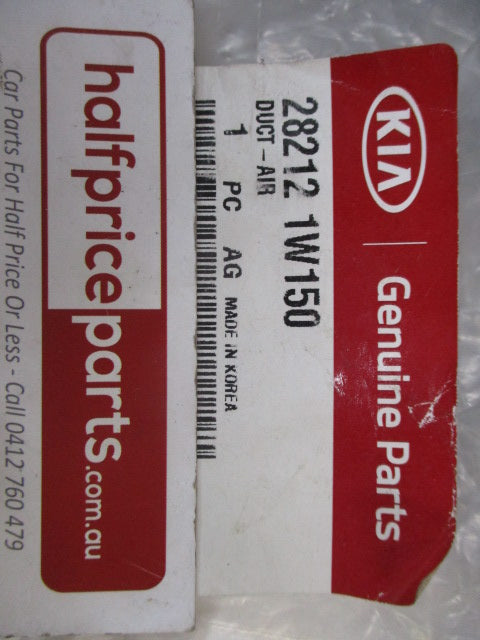 KIA Genuine Parts
28212 1W150
DUCT-AIR
1 PC AG MADE IN KOREA
halfpriceparts.com.au
Car Parts For Half Price Or Less - Call 0412 760 479